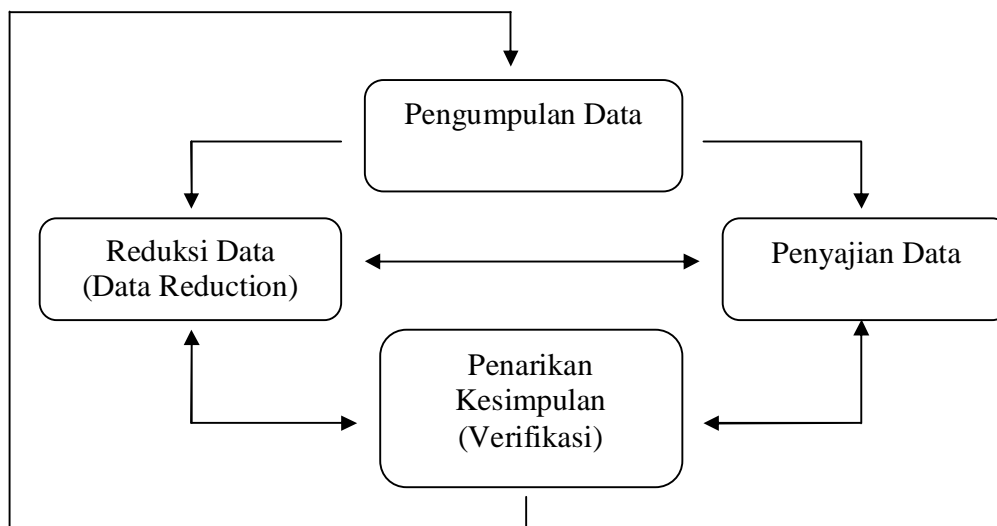 Pengumpulan Data
Reduksi Data
(Data Reduction)
Penyajian Data
Penarikan
Kesimpulan
(Verifikasi)